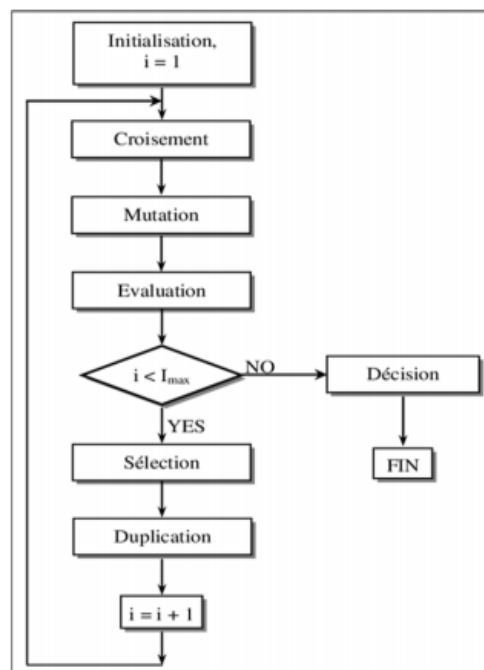 Initialisation,
i = 1
Croisement
Mutation
Evaluation
i < Imax
NO
Décision
YES
FIN
Sélection
Duplication
i = i + 1